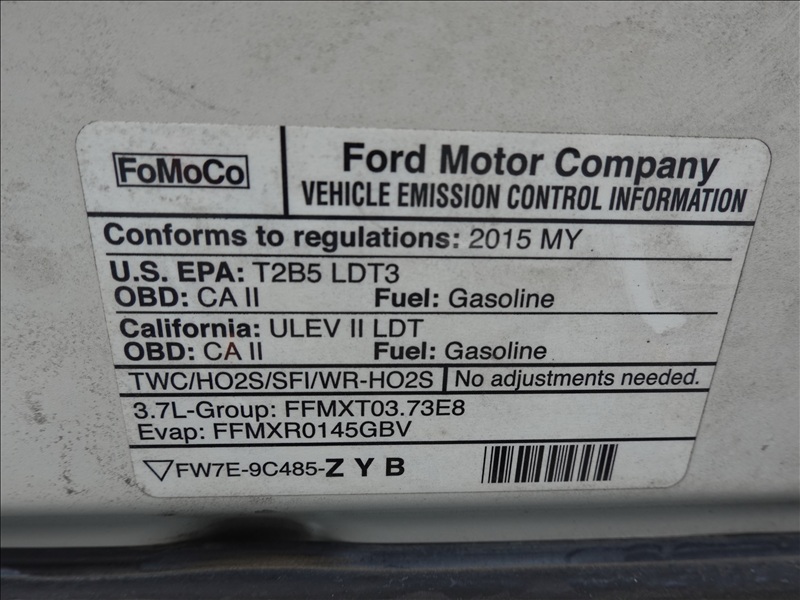 FoMoCo
Ford Motor Company
VEHICLE EMISSION CONTROL INFORMATION
Conforms to regulations: 2015 MY
U.S. EPA: T2B5 LDT3
OBD: CA II Fuel: Gasoline
California: ULEV II LDT
OBD: CA II Fuel: Gasoline
TWC/HO2S/SFI/WR-HO2S No adjustments needed.
3.7L-Group: FFMXT03.73E8
Evap: FFMXR0145GBV
FW7E-9C485-Z Y B